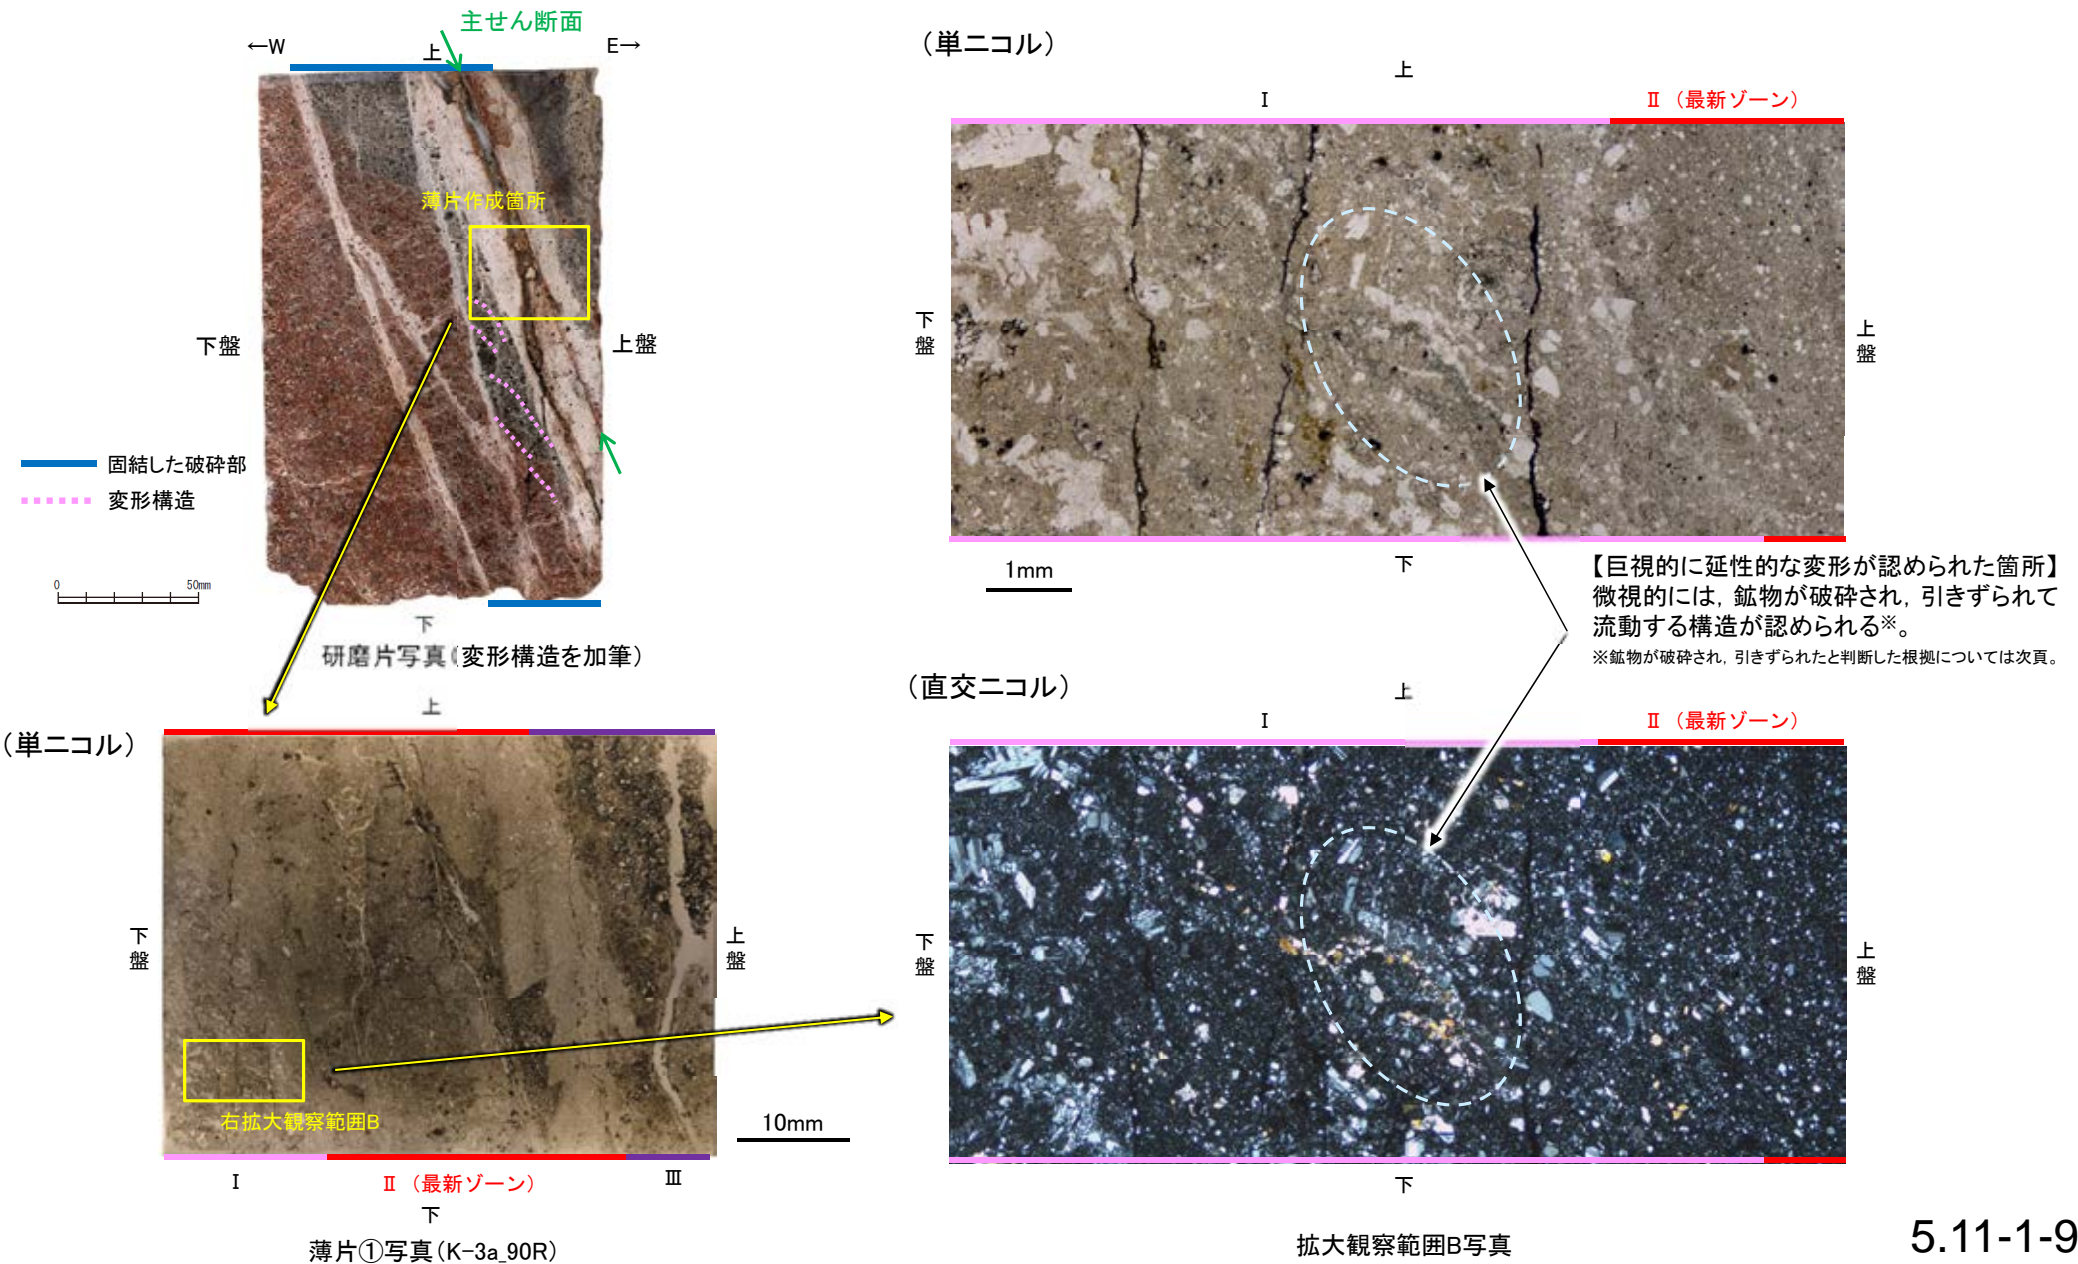 主せん断面
←W
上
E→
薄片作成箇所
下盤
上盤
固結した破砕部
変形構造
0
50mm
下
研磨片写真(変形構造を加筆)
(単ニコル)
上
下盤
上盤
右拡大観察範囲B
10mm
Ⅰ
Ⅱ (最新ゾーン)
Ⅲ
下
薄片①写真(K-3a_90R)
(単ニコル)
上
Ⅰ
Ⅱ (最新ゾーン)
下盤
上盤
1mm
下
【巨視的に延性的な変形が認められた箇所】
微視的には, 鉱物が破砕され, 引きずられて
流動する構造が認められる※。
※鉱物が破砕され, 引きずられたと判断した根拠については次頁。
(直交ニコル)
上
Ⅰ
Ⅱ (最新ゾーン)
下盤
上盤
下
拡大観察範囲B写真
5.11-1-9